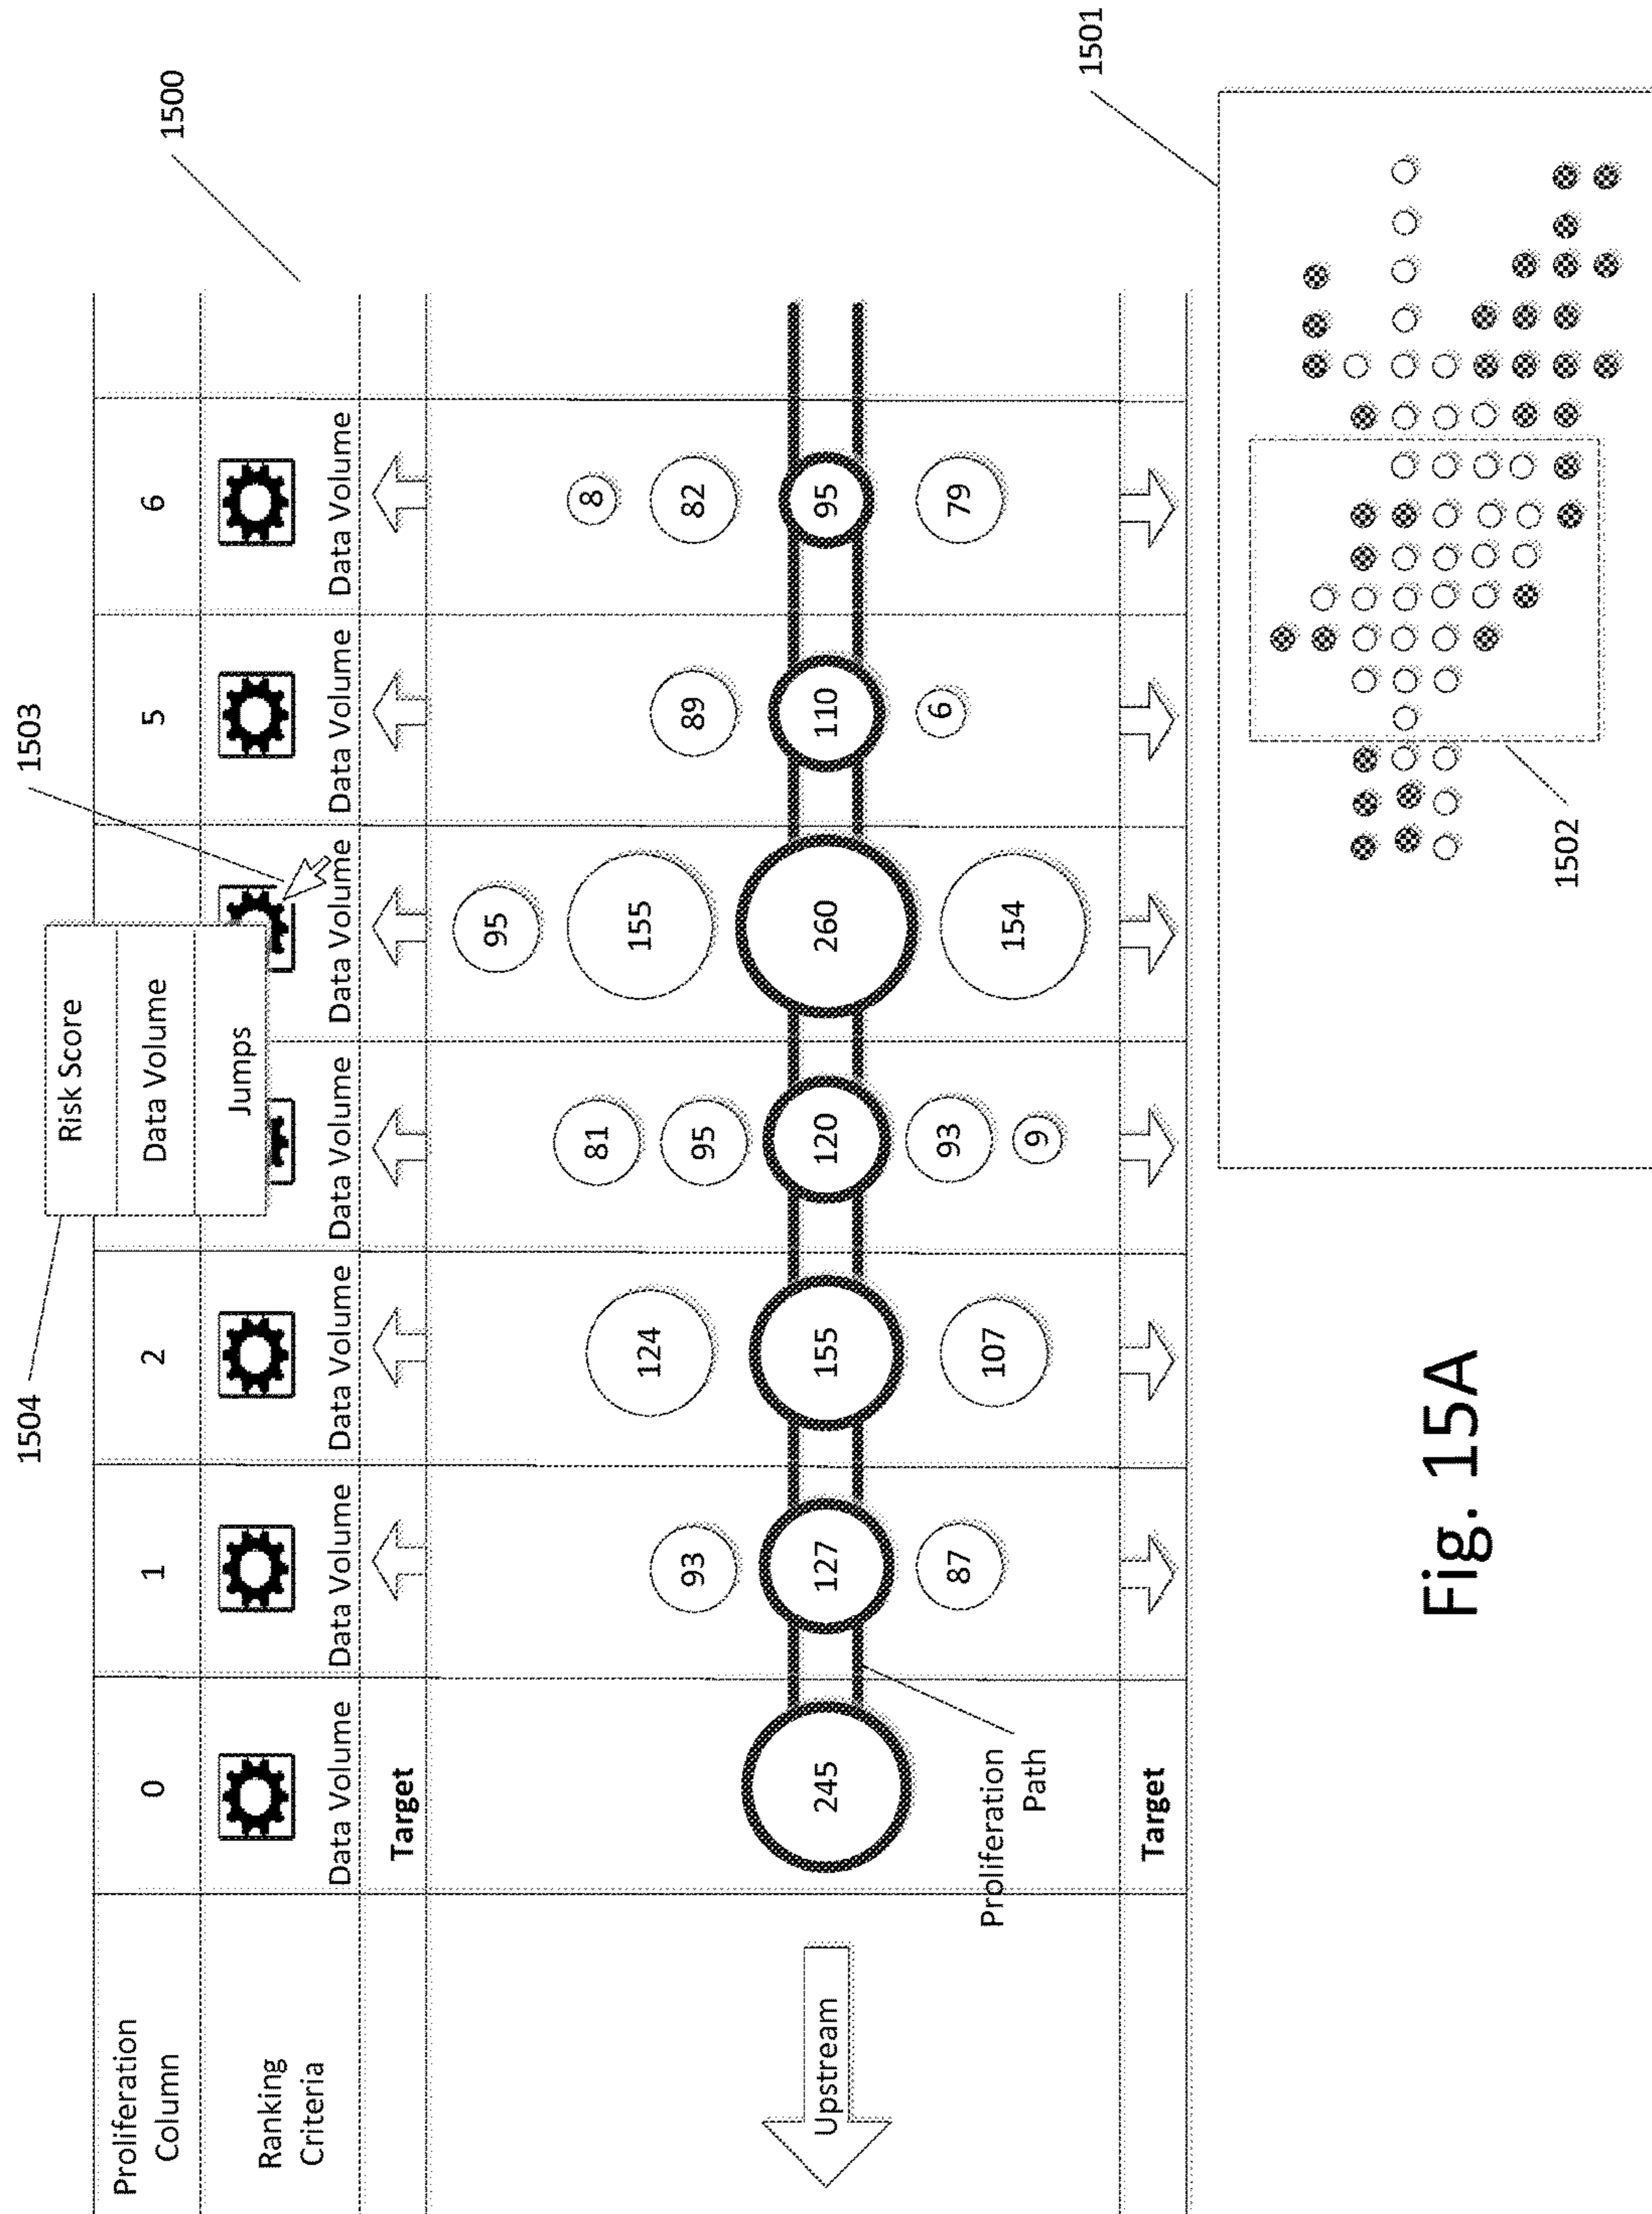 1500
1503
1504
Risk Score
Data Volume
Jumps
Proliferation
Column
0
1
2
5
6
Ranking
Criteria
Data Volume
Data Volume
Data Volume
Data Volume
Data Volume
Data Volume
Data Volume
Target
Upstream
245
93
127
87
124
155
107
81
95
120
93
9
95
155
260
154
89
110
6
8
82
95
79
Proliferation
Path
Target
1501
1502
Fig. 15A